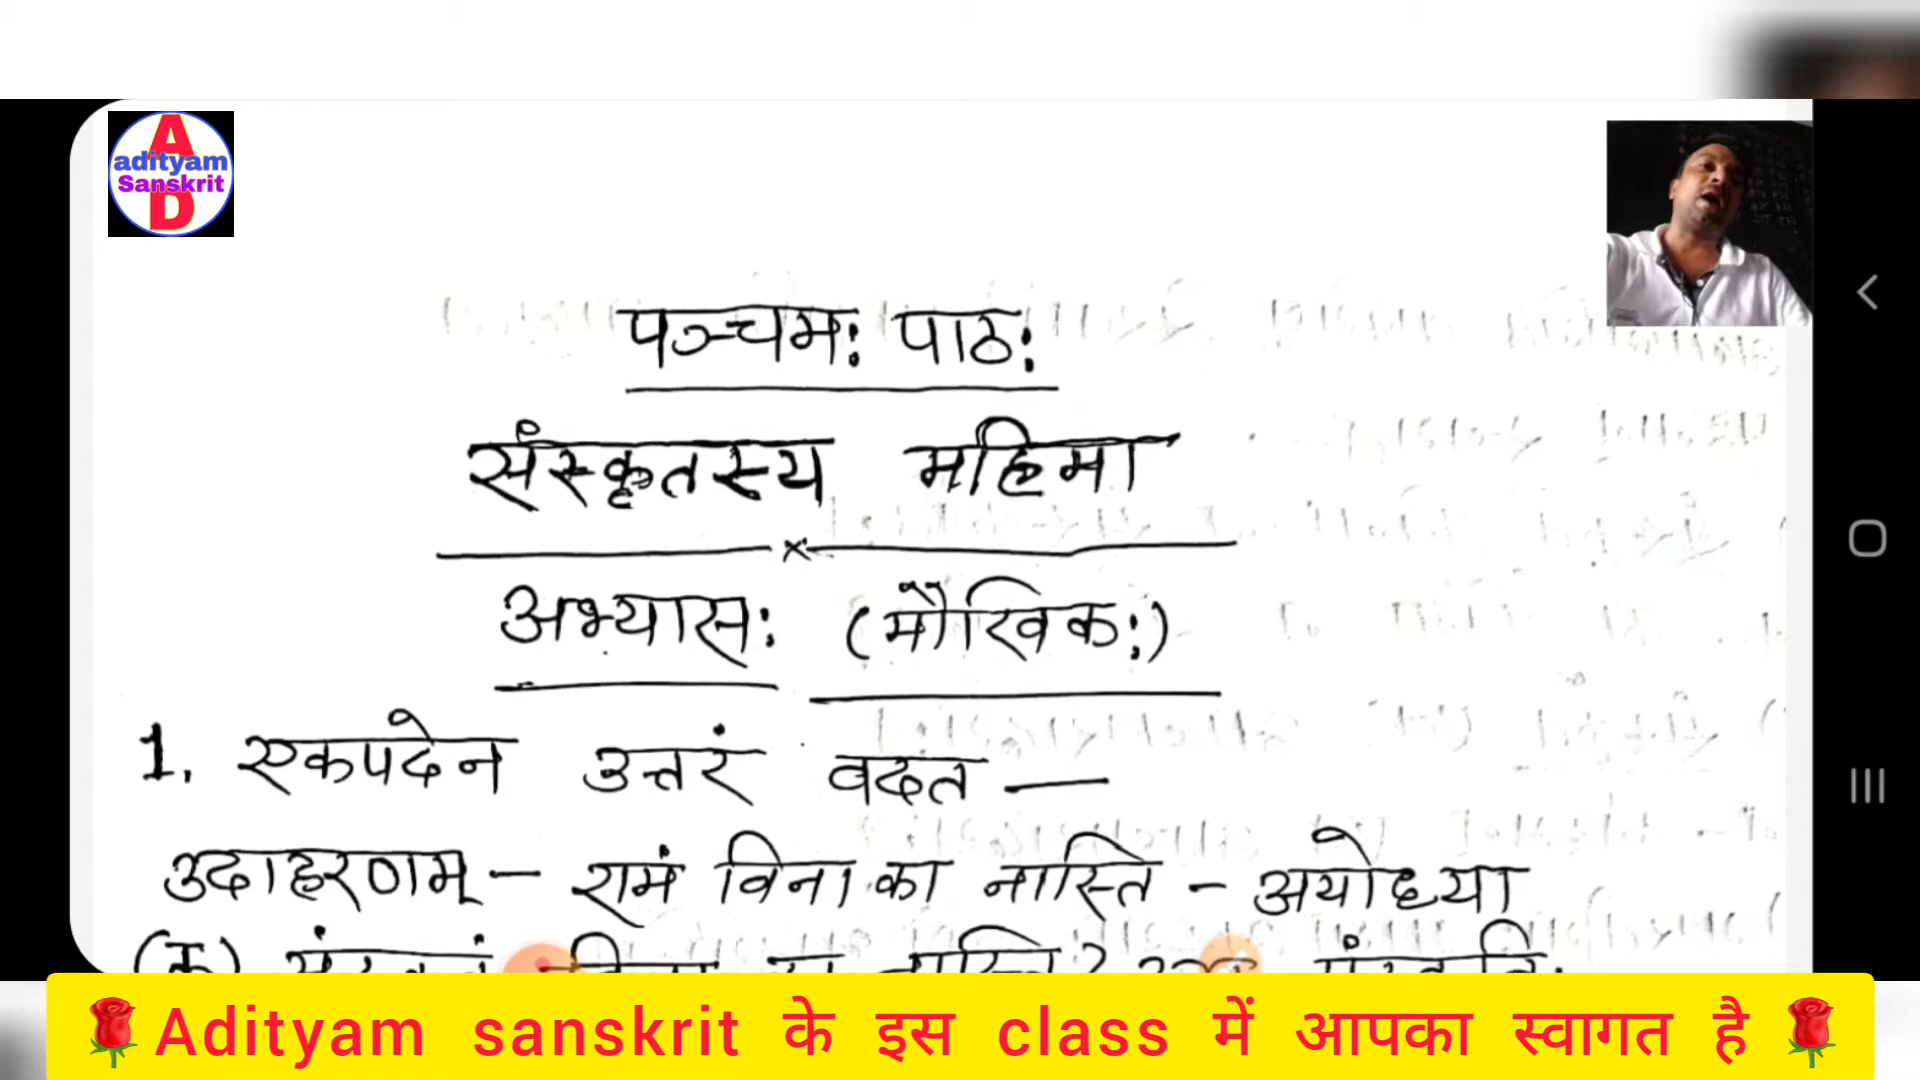 A
adityam
Sanskrit
D
पञ्चमः पाठः
संस्कृतस्य महिमा
अभ्यासः (मौखिकः)
1. एकपदेन उत्तरं वदत —
उदाहरणम् – रामं विना का नास्ति – अयोध्या
(क)
🌹Adityam sanskrit के इस class में आपका स्वागत है 🌹